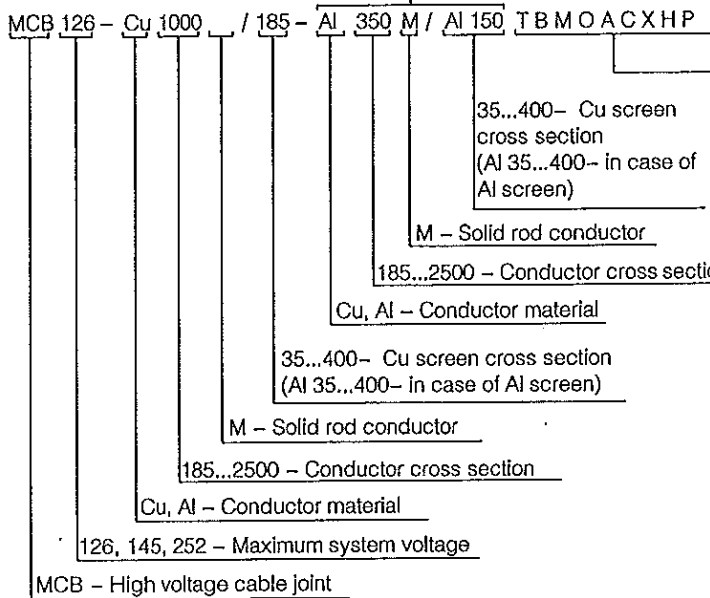 MCB 126 – Cu 1000 / 185 – Al 350 M / Al 150 T B M O A C X H P
35...400– Cu screen
cross section
(Al 35...400– in case of
Al screen)
M – Solid rod conductor
185...2500 – Conductor cross sectio
Cu, Al – Conductor material
35...400– Cu screen cross section
(Al 35...400– in case of Al screen)
M – Solid rod conductor
185...2500 – Conductor cross section
Cu, Al – Conductor material
126, 145, 252 – Maximum system voltage
MCB – High voltage cable joint